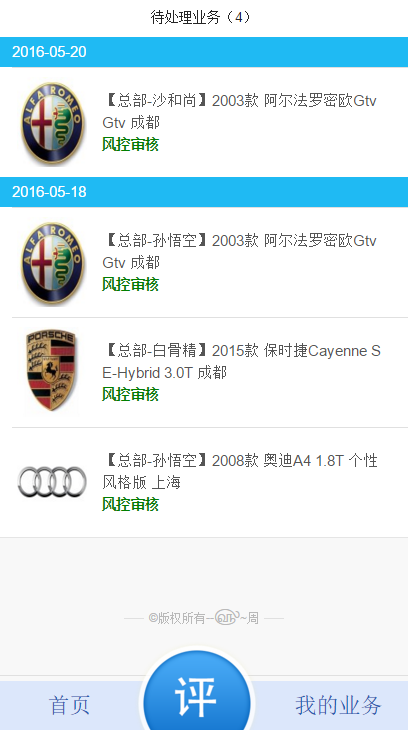 待处理业务（4）
2016-05-20
ALFA ROMEO
【总部-沙和尚】2003款 阿尔法罗密欧Gtv
Gtv 成都
风控审核
2016-05-18
ALFA ROMEO
【总部-孙悟空】2003款 阿尔法罗密欧Gtv
Gtv 成都
风控审核
PORSCHE
【总部-白骨精】2015款 保时捷Cayenne S
E-Hybrid 3.0T 成都
风控审核
【总部-孙悟空】2008款 奥迪A4 1.8T 个性
风格版 上海
风控审核
©版权所有
~周
首页
评
我的业务